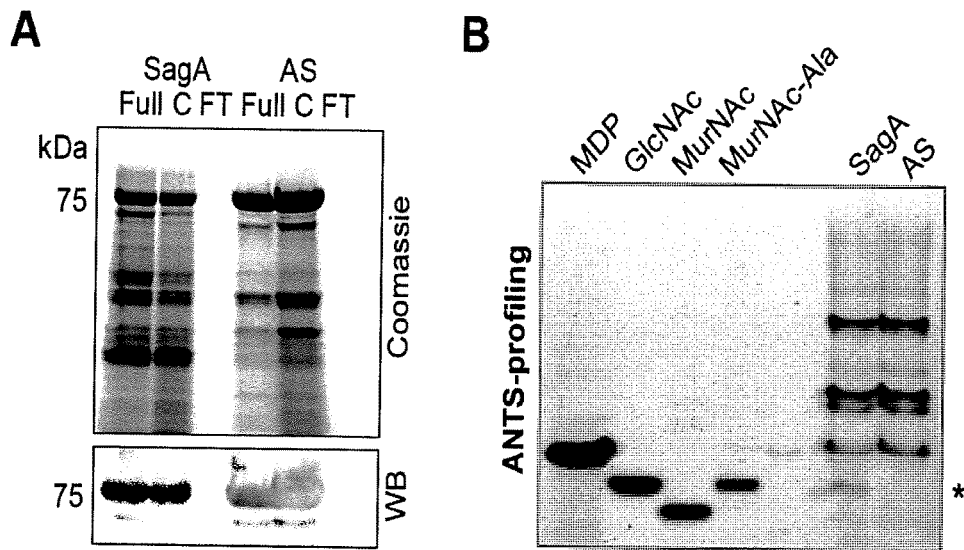 A
SagA AS
Full C FT Full C FT
kDa
75
Coomassie
75
WB
B
MDP GlcNAc MurNAc MurNAc-Ala SagA AS
ANTS-profiling
*